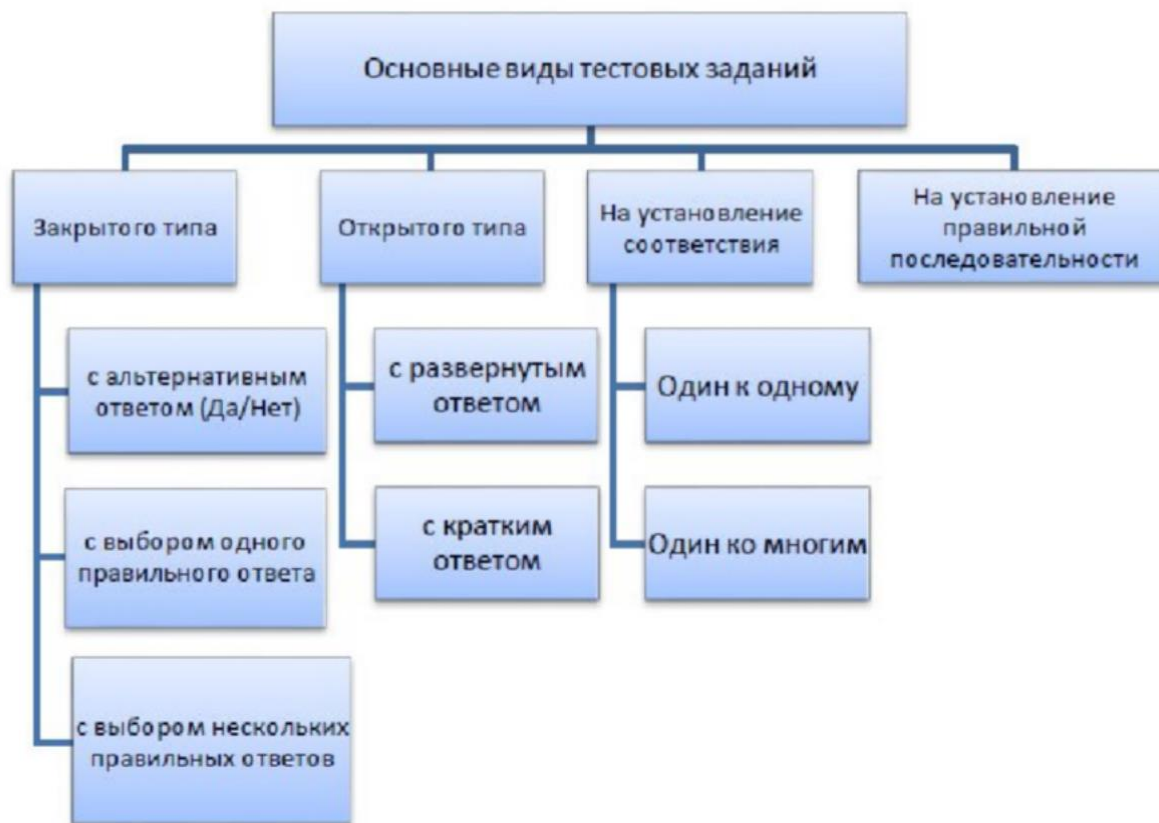 Основные виды тестовых заданий
Закрытого типа
Открытого типа
На установление
соответствия
На установление
правильной
последовательности
с альтернативным
ответом (Да/Нет)
с развернутым
ответом
Один к одному
с выбором одного
правильного ответа
с кратким
ответом
Один ко многим
с выбором нескольких
правильных ответов